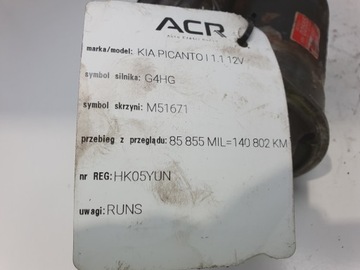 ACR
marka/model: KIA PICANTO I 1.1 12V
symbol silnika: G4HG
symbol skrzyni: M51671
przebieg z przeglądu: 85 855 MIL=140 802 KM
nr REG: HK05YUN
uwagi: RUNS